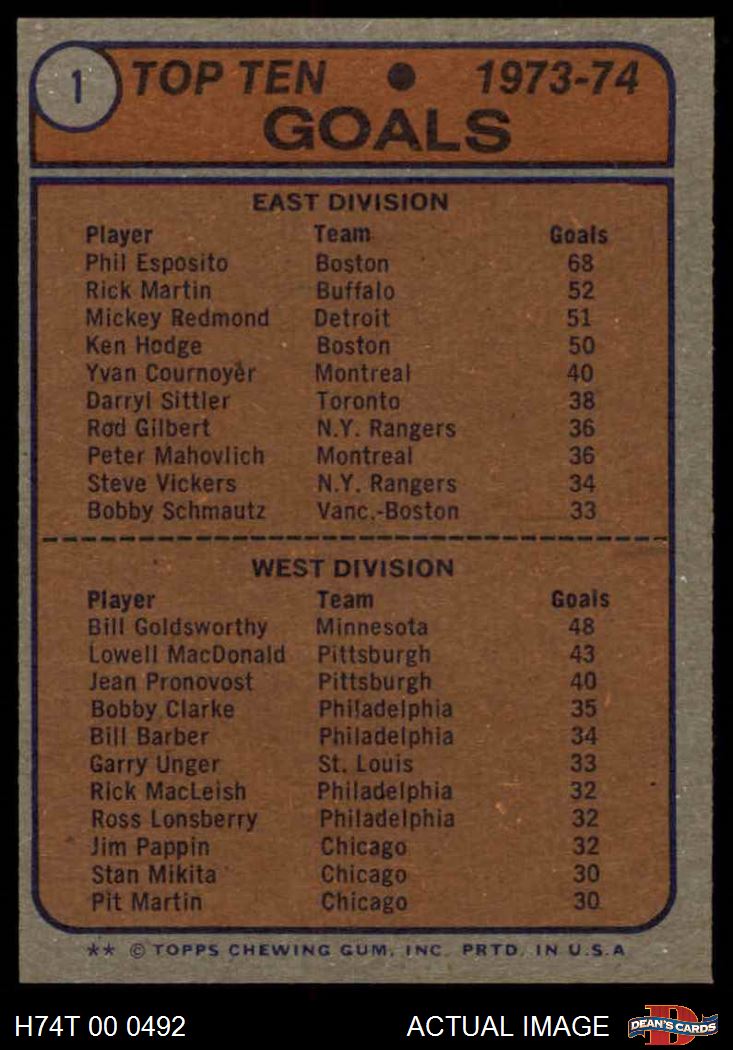 1 TOP TEN ● 1973-74
GOALS
EAST DIVISION
Player Team Goals
Phil Esposito Boston 68
Rick Martin Buffalo 52
Mickey Redmond Detroit 51
Ken Hodge Boston 50
Yvan Cournoyer Montreal 40
Darryl Sittler Toronto 38
Rod Gilbert N.Y. Rangers 36
Peter Mahovlich Montreal 36
Steve Vickers N.Y. Rangers 34
Bobby Schmautz Vanc.-Boston 33
WEST DIVISION
Player Team Goals
Bill Goldsworthy Minnesota 48
Lowell MacDonald Pittsburgh 43
Jean Pronovost Pittsburgh 40
Bobby Clarke Philadelphia 35
Bill Barber Philadelphia 34
Garry Unger St. Louis 33
Rick MacLeish Philadelphia 32
Ross Lonsberry Philadelphia 32
Jim Pappin Chicago 32
Stan Mikita Chicago 30
Pit Martin Chicago 30
** © TOPPS CHEWING GUM, INC. PRTD. IN U.S.A
H74T 00 0492 ACTUAL IMAGE D DEAN'S CARDS